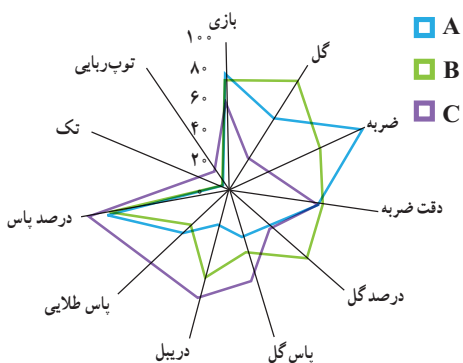 بازی
گل
ضربه
دقت ضربه
درصد گل
پاس گل
دریبل
پاس طلایی
درصد پاس
تک
توپ‌ربایی
۱۰۰
۸۰
۶۰
۴۰
۲۰
۰
A
B
C